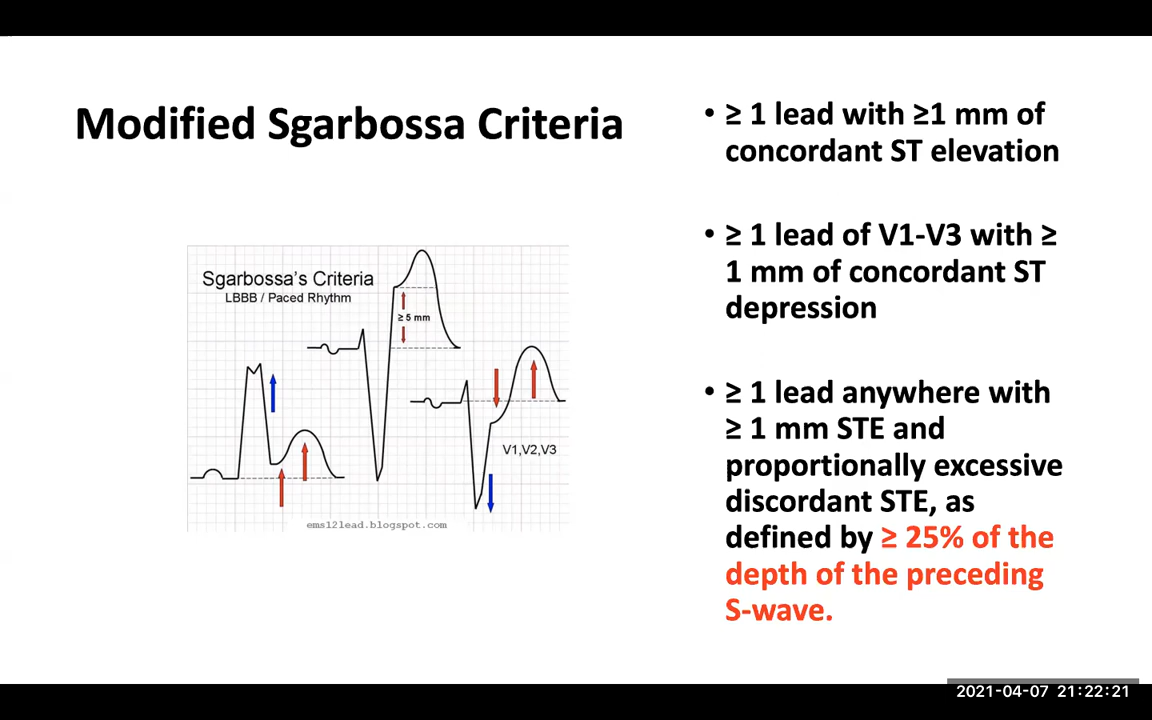 Modified Sgarbossa Criteria
Sgarbossa's Criteria
LBBB / Paced Rhythm
≥ 5 mm
V1,V2,V3
ems12lead.blogspot.com
• ≥ 1 lead with ≥1 mm of
concordant ST elevation
• ≥ 1 lead of V1-V3 with ≥
1 mm of concordant ST
depression
• ≥ 1 lead anywhere with
≥ 1 mm STE and
proportionally excessive
discordant STE, as
defined by ≥ 25% of the
depth of the preceding
S-wave.
2021-04-07 21:22:21